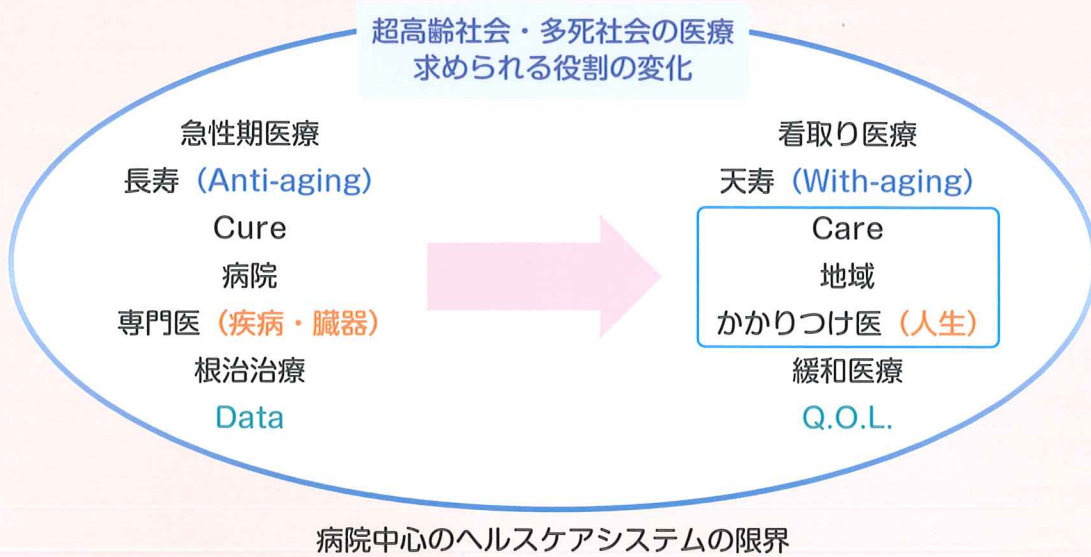 超高齢社会・多死社会の医療
求められる役割の変化
急性期医療
長寿（Anti-aging）
Cure
病院
専門医（疾病・臓器）
根治治療
Data
看取り医療
天寿（With-aging）
Care
地域
かかりつけ医（人生）
緩和医療
Q.O.L.
病院中心のヘルスケアシステムの限界